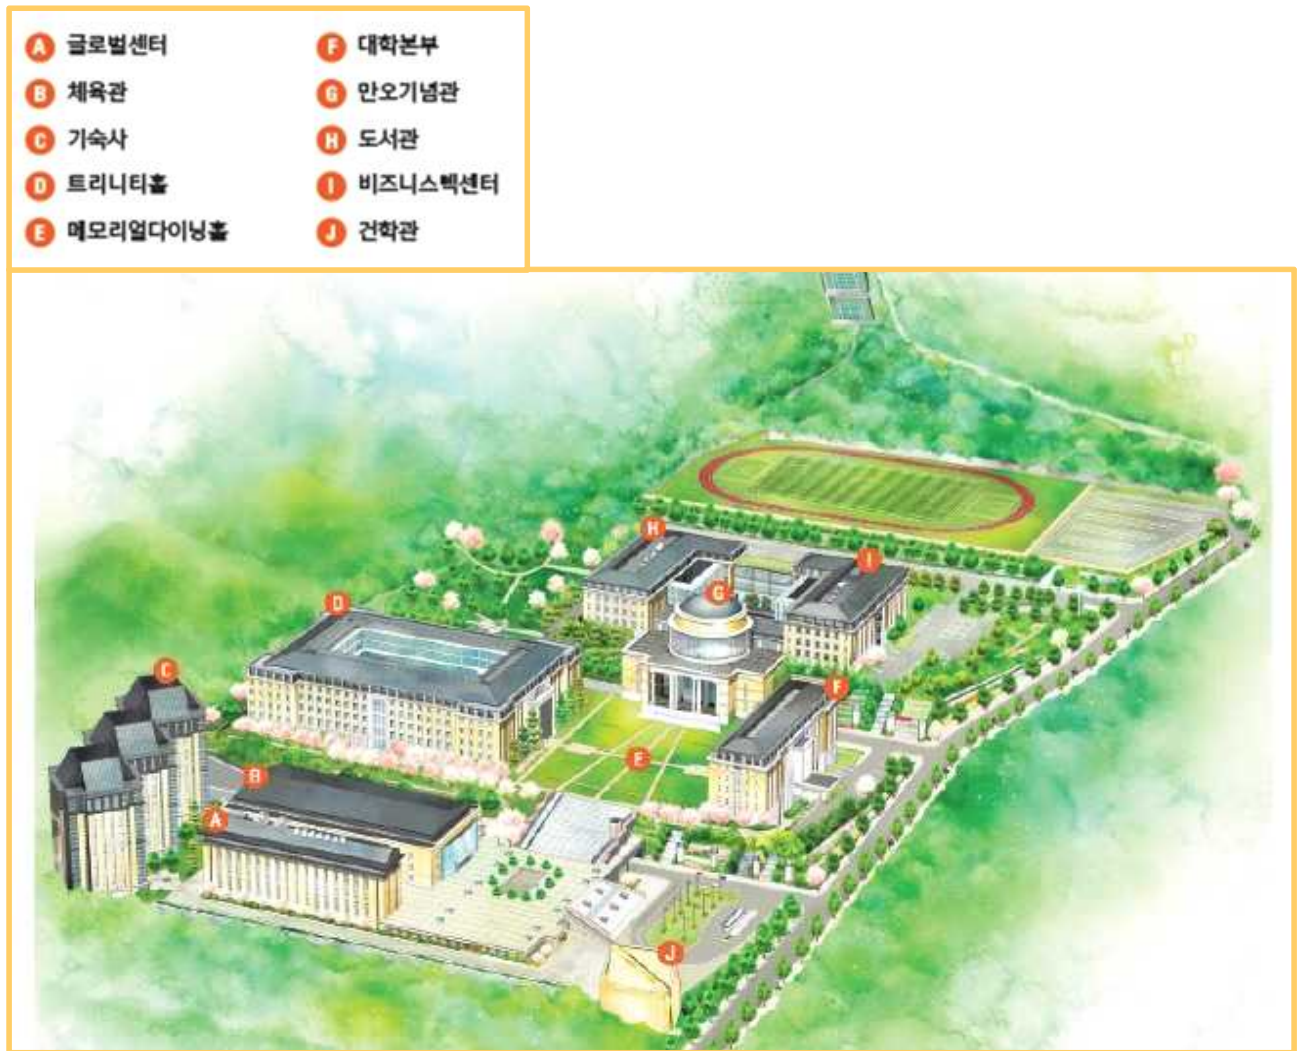 A 글로벌센터
B 체육관
C 기숙사
D 트리니티홀
E 메모리얼다이닝홀
F 대학본부
G 만오기념관
H 도서관
I 비즈니스텍센터
J 건학관
H
I
G
D
C
F
E
B
A
J